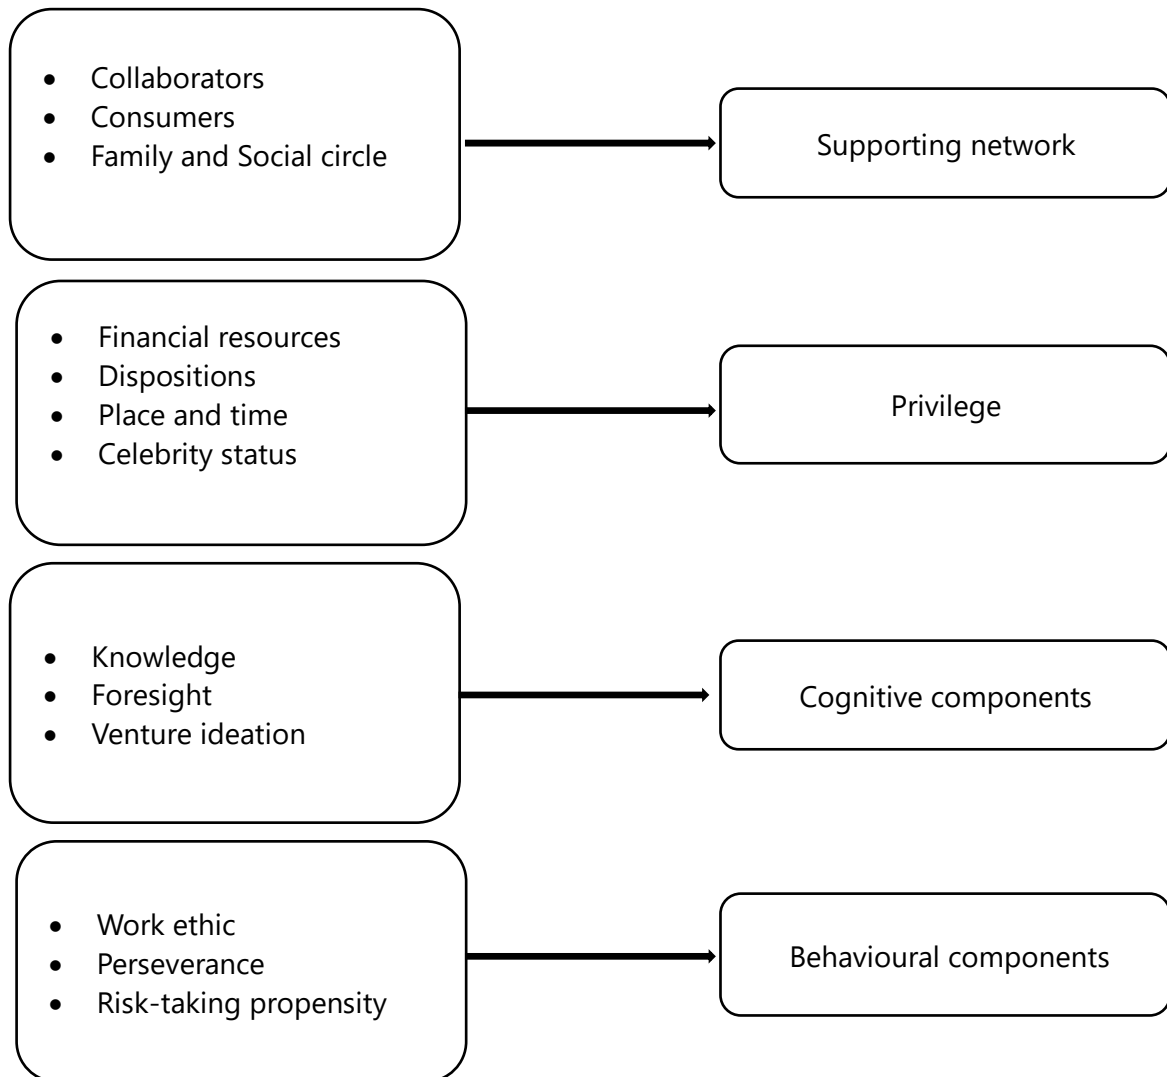 • Collaborators
• Consumers
• Family and Social circle
Supporting network
• Financial resources
• Dispositions
• Place and time
• Celebrity status
Privilege
• Knowledge
• Foresight
• Venture ideation
Cognitive components
• Work ethic
• Perseverance
• Risk-taking propensity
Behavioural components